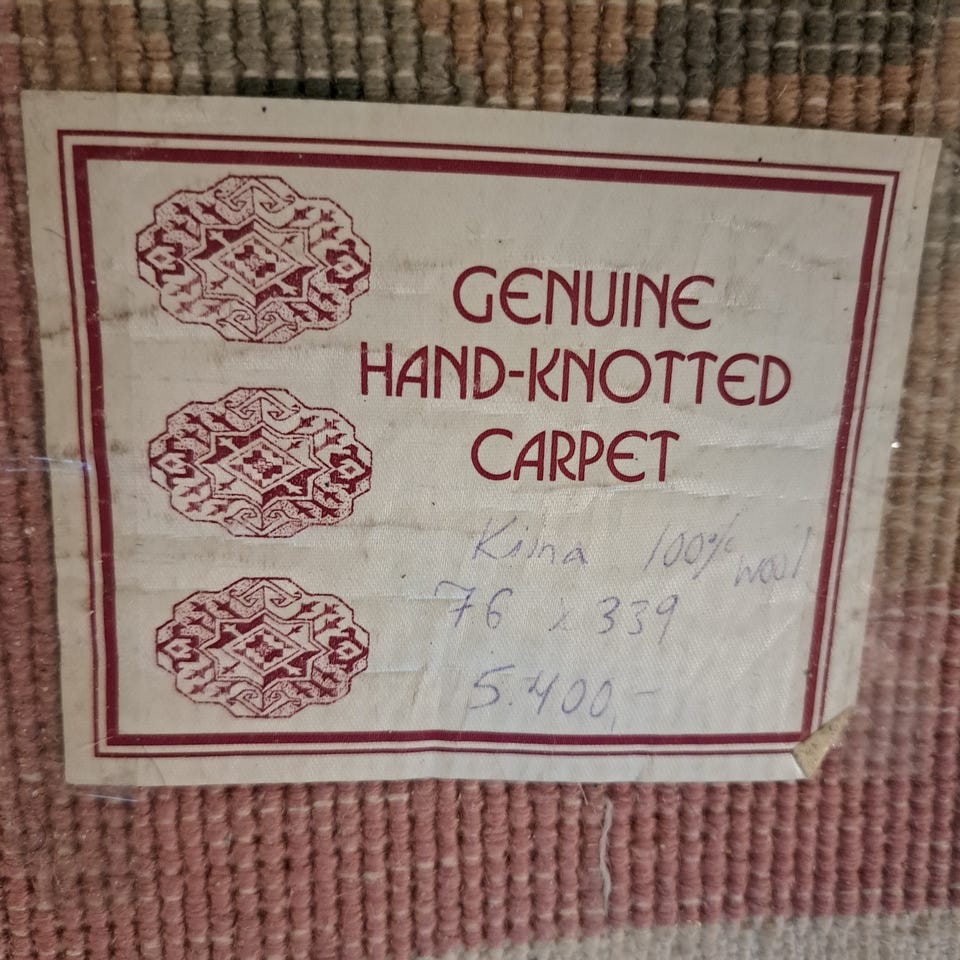 GENUINE
HAND-KNOTTED
CARPET
Kina 100% wool
76 x 339
5.400,-